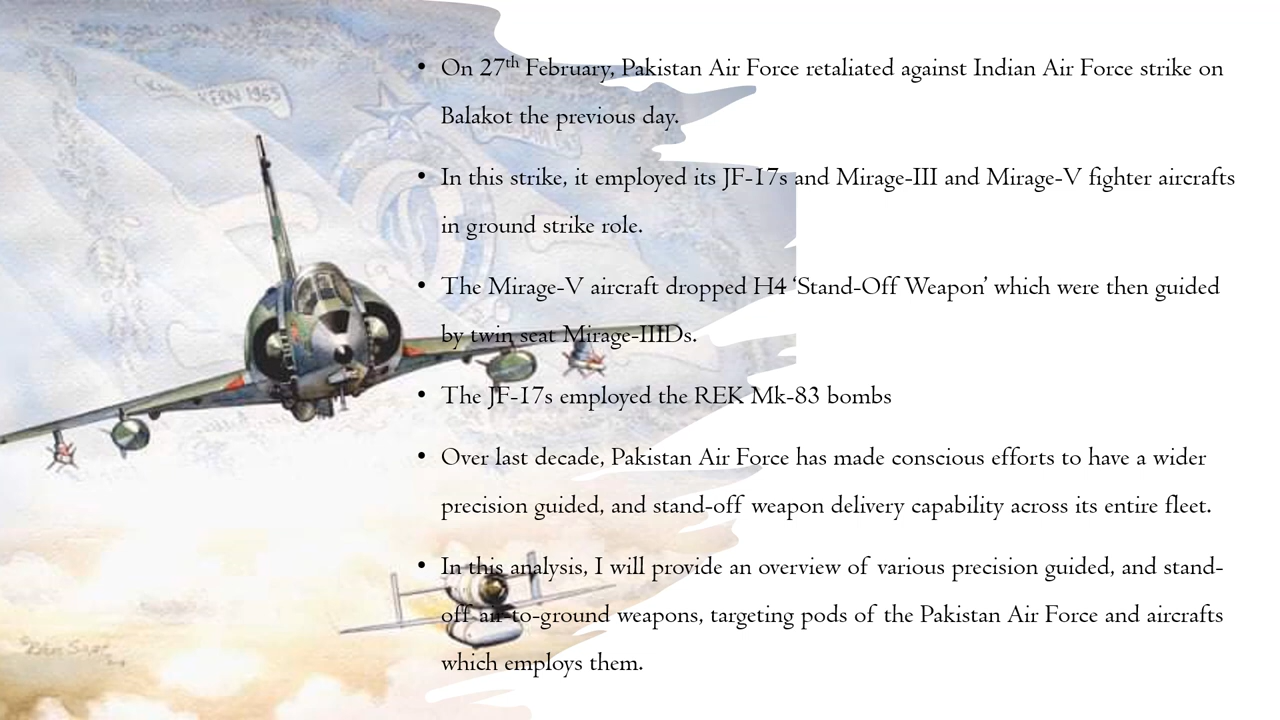 KERN 1965
• On 27th February, Pakistan Air Force retaliated against Indian Air Force strike on
Balakot the previous day.
• In this strike, it employed its JF-17s and Mirage-III and Mirage-V fighter aircrafts
in ground strike role.
• The Mirage-V aircraft dropped H4 ‘Stand-Off Weapon’ which were then guided
by twin seat Mirage-IIIDs.
• The JF-17s employed the REK Mk-83 bombs
• Over last decade, Pakistan Air Force has made conscious efforts to have a wider
precision guided, and stand-off weapon delivery capability across its entire fleet.
• In this analysis, I will provide an overview of various precision guided, and stand-
off air-to-ground weapons, targeting pods of the Pakistan Air Force and aircrafts
which employs them.